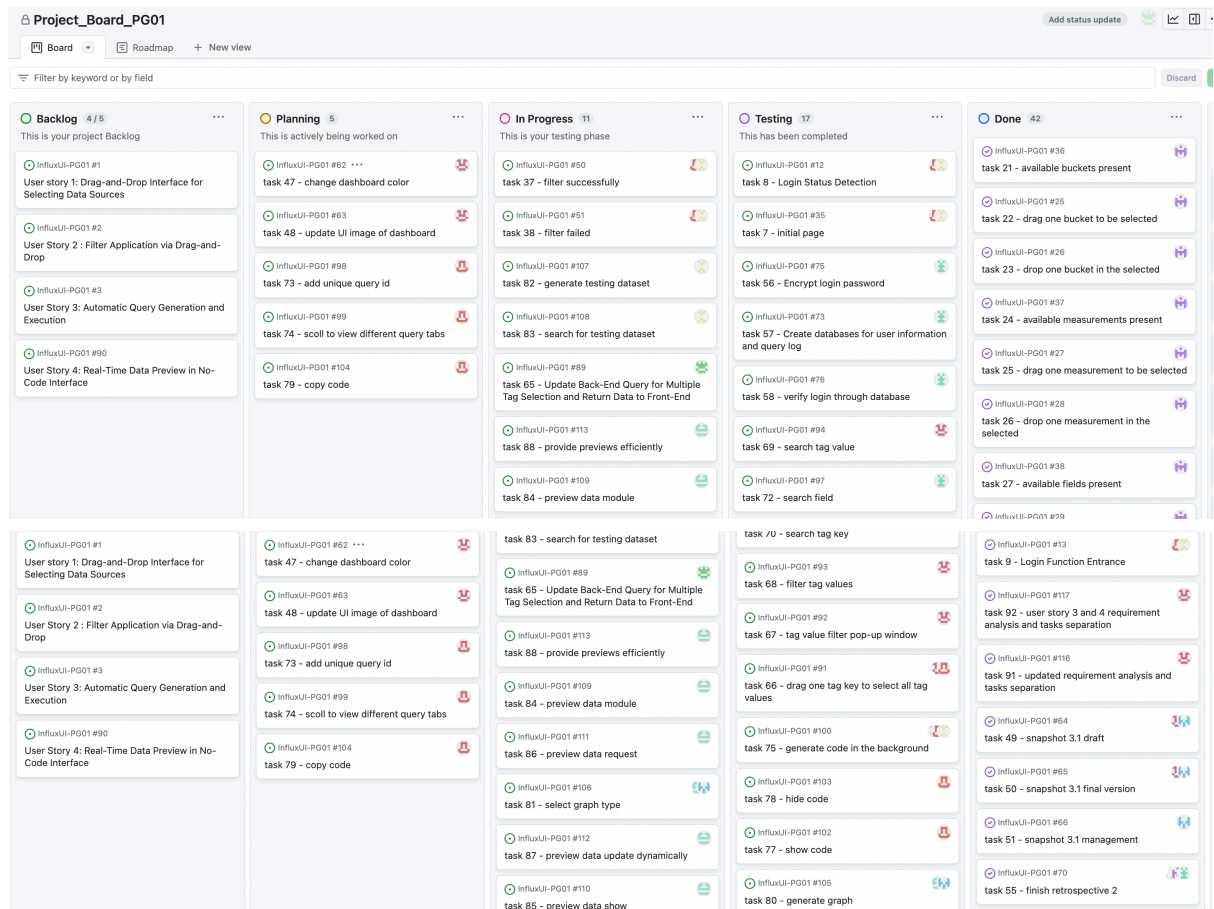 Project_Board_PG01
Add status update
Board
Roadmap
+ New view
Filter by keyword or by field
Discard
Backlog 4 / 5
This is your project Backlog
InfluxUI-PG01 #1
User story 1: Drag-and-Drop Interface for
Selecting Data Sources
InfluxUI-PG01 #2
User Story 2 : Filter Application via Drag-and-
Drop
InfluxUI-PG01 #3
User Story 3: Automatic Query Generation and
Execution
InfluxUI-PG01 #90
User Story 4: Real-Time Data Preview in No-
Code Interface
Planning 5
This is actively being worked on
InfluxUI-PG01 #62
task 47 - change dashboard color
InfluxUI-PG01 #63
task 48 - update UI image of dashboard
InfluxUI-PG01 #98
task 73 - add unique query id
InfluxUI-PG01 #99
task 74 - scoll to view different query tabs
InfluxUI-PG01 #104
task 79 - copy code
In Progress 11
This is your testing phase
InfluxUI-PG01 #50
task 37 - filter successfully
InfluxUI-PG01 #51
task 38 - filter failed
InfluxUI-PG01 #107
task 82 - generate testing dataset
InfluxUI-PG01 #108
task 83 - search for testing dataset
InfluxUI-PG01 #89
task 65 - Update Back-End Query for Multiple
Tag Selection and Return Data to Front-End
InfluxUI-PG01 #113
task 88 - provide previews efficiently
InfluxUI-PG01 #109
task 84 - preview data module
Testing 17
This has been completed
InfluxUI-PG01 #12
task 8 - Login Status Detection
InfluxUI-PG01 #35
task 7 - initial page
InfluxUI-PG01 #75
task 56 - Encrypt login password
InfluxUI-PG01 #73
task 57 - Create databases for user information
and query log
InfluxUI-PG01 #76
task 58 - verify login through database
InfluxUI-PG01 #94
task 69 - search tag value
InfluxUI-PG01 #97
task 72 - search field
Done 42
InfluxUI-PG01 #36
task 21 - available buckets present
InfluxUI-PG01 #25
task 22 - drag one bucket to be selected
InfluxUI-PG01 #26
task 23 - drop one bucket in the selected
InfluxUI-PG01 #37
task 24 - available measurements present
InfluxUI-PG01 #27
task 25 - drag one measurement to be selected
InfluxUI-PG01 #28
task 26 - drop one measurement in the
selected
InfluxUI-PG01 #38
task 27 - available fields present
InfluxUI-PG01 #29
InfluxUI-PG01 #1
User story 1: Drag-and-Drop Interface for
Selecting Data Sources
InfluxUI-PG01 #2
User Story 2 : Filter Application via Drag-and-
Drop
InfluxUI-PG01 #3
User Story 3: Automatic Query Generation and
Execution
InfluxUI-PG01 #90
User Story 4: Real-Time Data Preview in No-
Code Interface
InfluxUI-PG01 #62
task 47 - change dashboard color
InfluxUI-PG01 #63
task 48 - update UI image of dashboard
InfluxUI-PG01 #98
task 73 - add unique query id
InfluxUI-PG01 #99
task 74 - scoll to view different query tabs
InfluxUI-PG01 #104
task 79 - copy code
task 83 - search for testing dataset
InfluxUI-PG01 #89
task 65 - Update Back-End Query for Multiple
Tag Selection and Return Data to Front-End
InfluxUI-PG01 #113
task 88 - provide previews efficiently
InfluxUI-PG01 #109
task 84 - preview data module
InfluxUI-PG01 #111
task 86 - preview data request
InfluxUI-PG01 #106
task 81 - select graph type
InfluxUI-PG01 #112
task 87 - preview data update dynamically
InfluxUI-PG01 #110
task 85 - preview data show
task 70 - search tag key
InfluxUI-PG01 #93
task 68 - filter tag values
InfluxUI-PG01 #92
task 67 - tag value filter pop-up window
InfluxUI-PG01 #91
task 66 - drag one tag key to select all tag
values
InfluxUI-PG01 #100
task 75 - generate code in the background
InfluxUI-PG01 #103
task 78 - hide code
InfluxUI-PG01 #102
task 77 - show code
InfluxUI-PG01 #105
task 80 - generate graph
InfluxUI-PG01 #13
task 9 - Login Function Entrance
InfluxUI-PG01 #117
task 92 - user story 3 and 4 requirement
analysis and tasks separation
InfluxUI-PG01 #116
task 91 - updated requirement analysis and
tasks separation
InfluxUI-PG01 #64
task 49 - snapshot 3.1 draft
InfluxUI-PG01 #65
task 50 - snapshot 3.1 final version
InfluxUI-PG01 #66
task 51 - snapshot 3.1 management
InfluxUI-PG01 #70
task 55 - finish retrospective 2